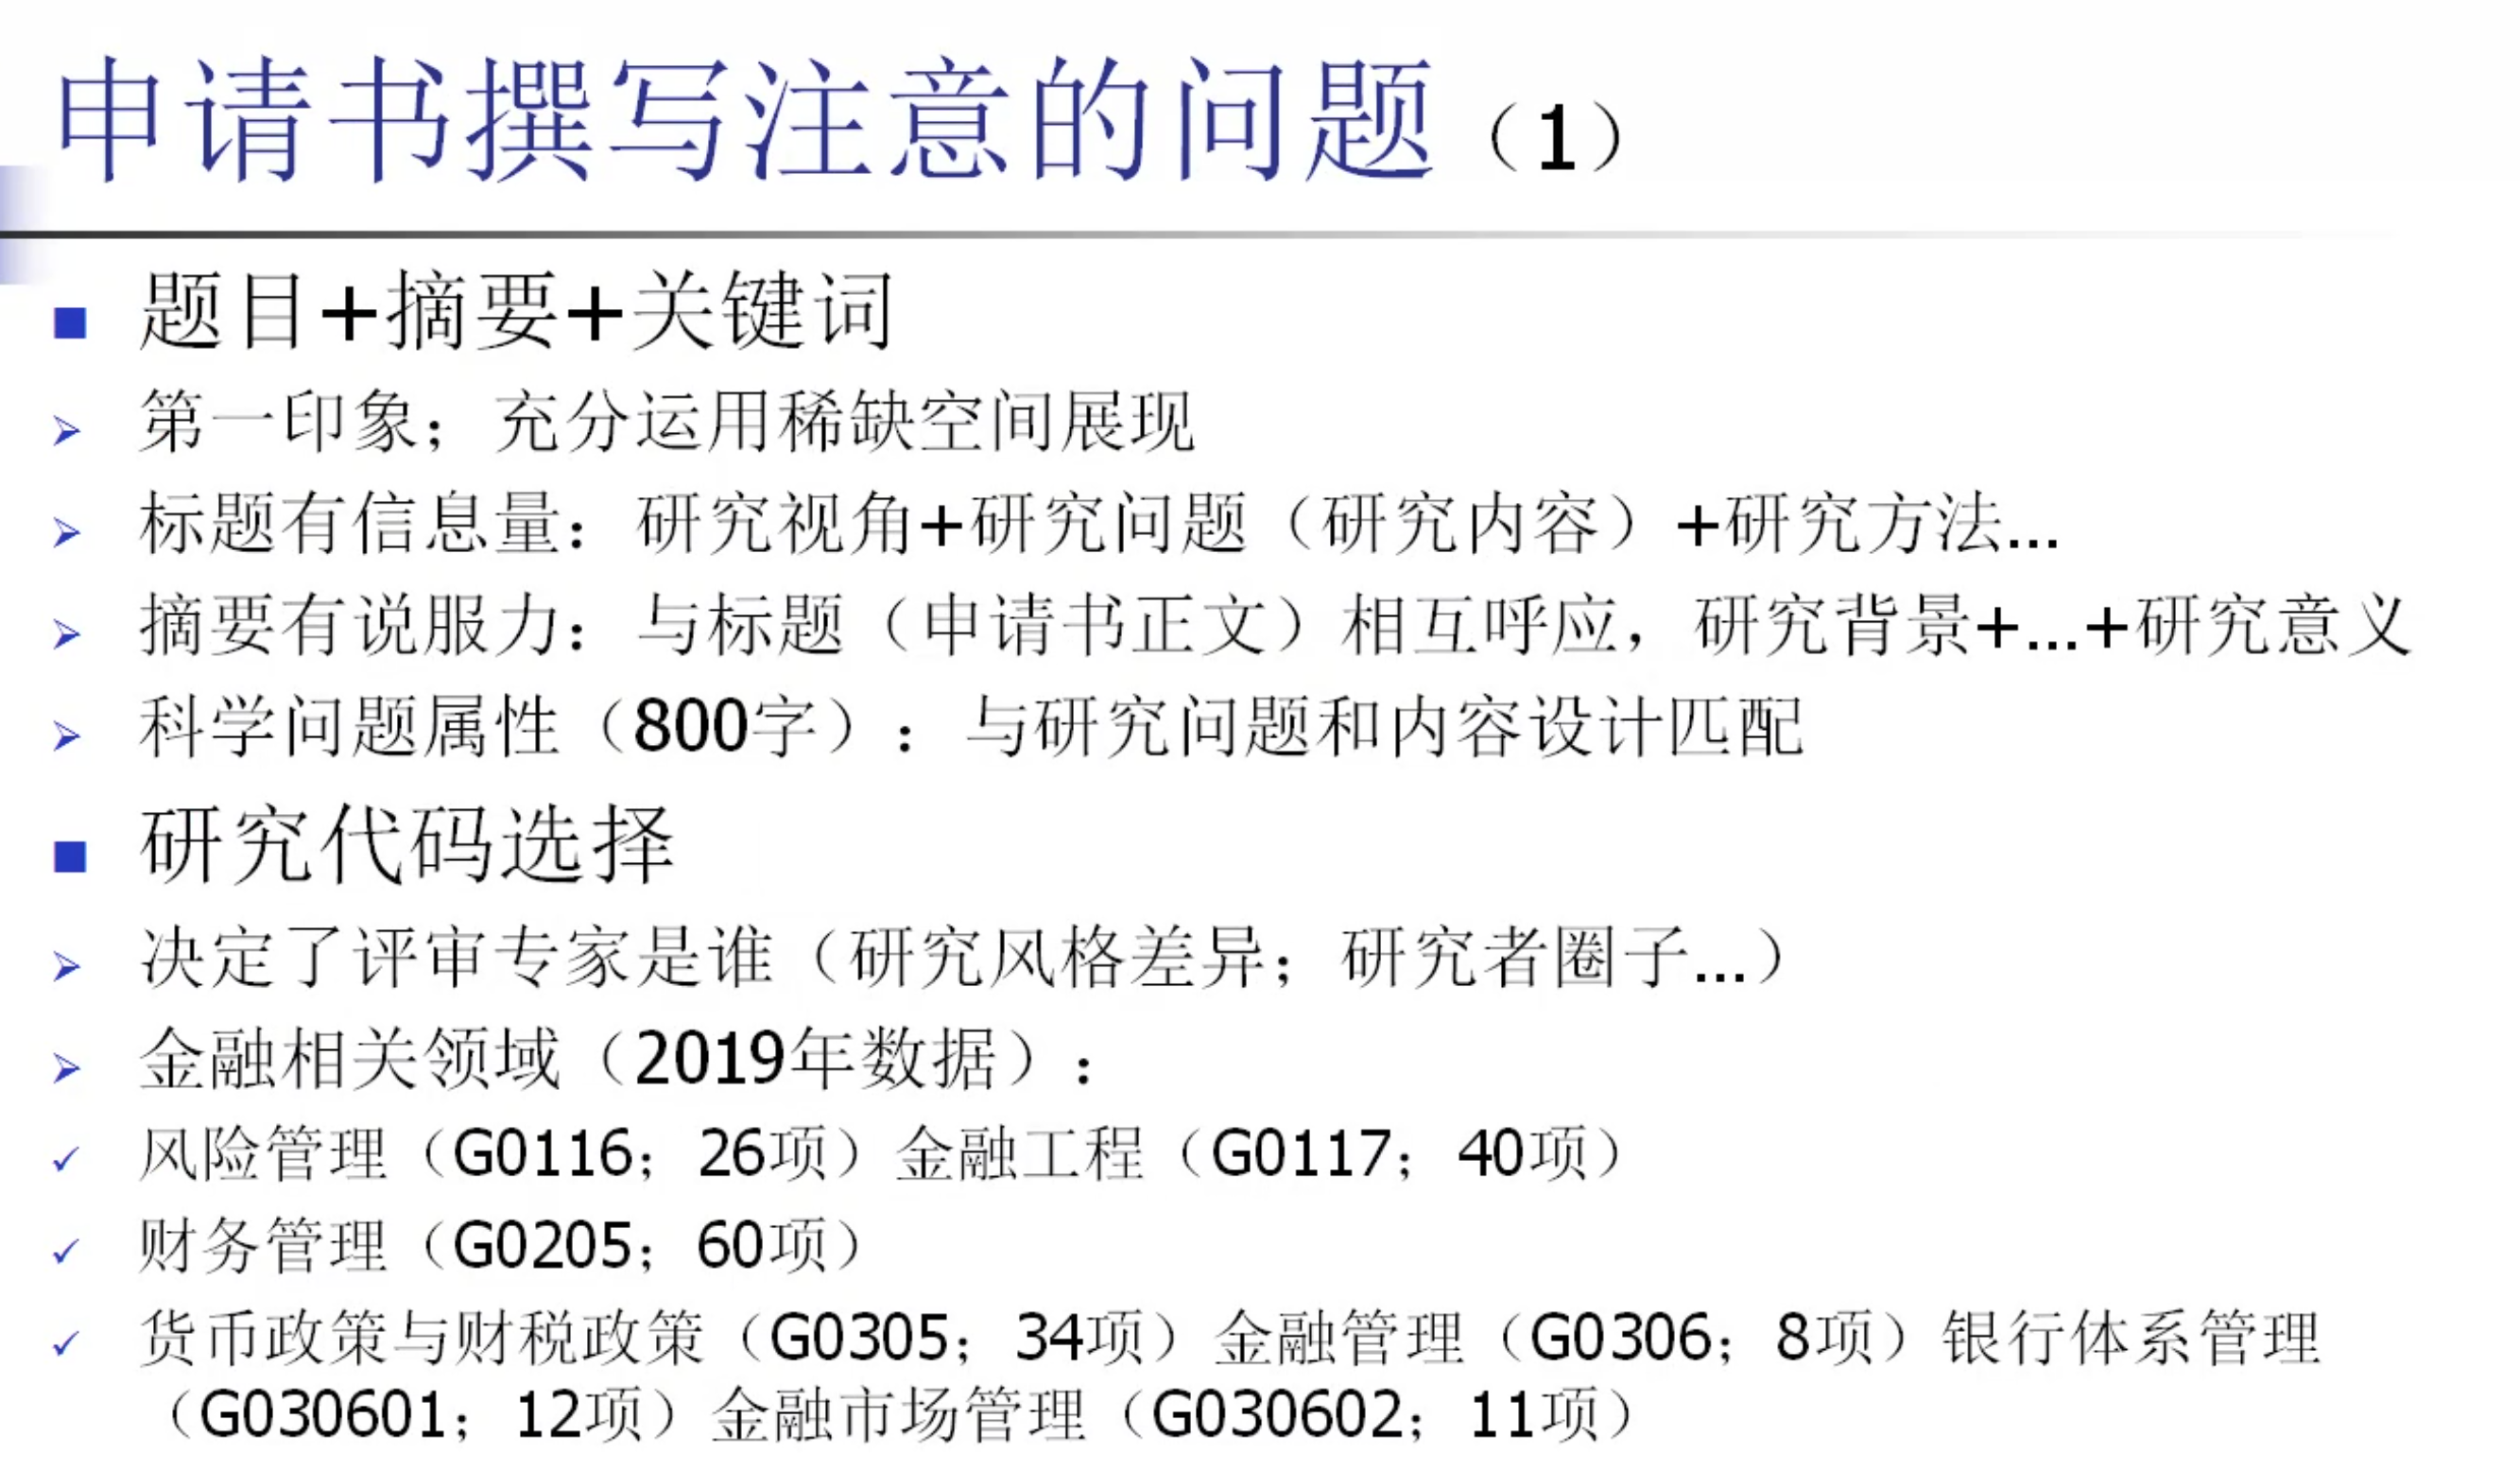 申请书撰写注意的问题（1）
题目+摘要+关键词
第一印象；充分运用稀缺空间展现
标题有信息量：研究视角+研究问题（研究内容）+研究方法...
摘要有说服力：与标题（申请书正文）相互呼应，研究背景+...+研究意义
科学问题属性（800字）：与研究问题和内容设计匹配
研究代码选择
决定了评审专家是谁（研究风格差异；研究者圈子...）
金融相关领域（2019年数据）：
风险管理（G0116；26项）金融工程（G0117；40项）
财务管理（G0205；60项）
货币政策与财税政策（G0305；34项）金融管理（G0306；8项）银行体系管理
（G030601；12项）金融市场管理（G030602；11项）